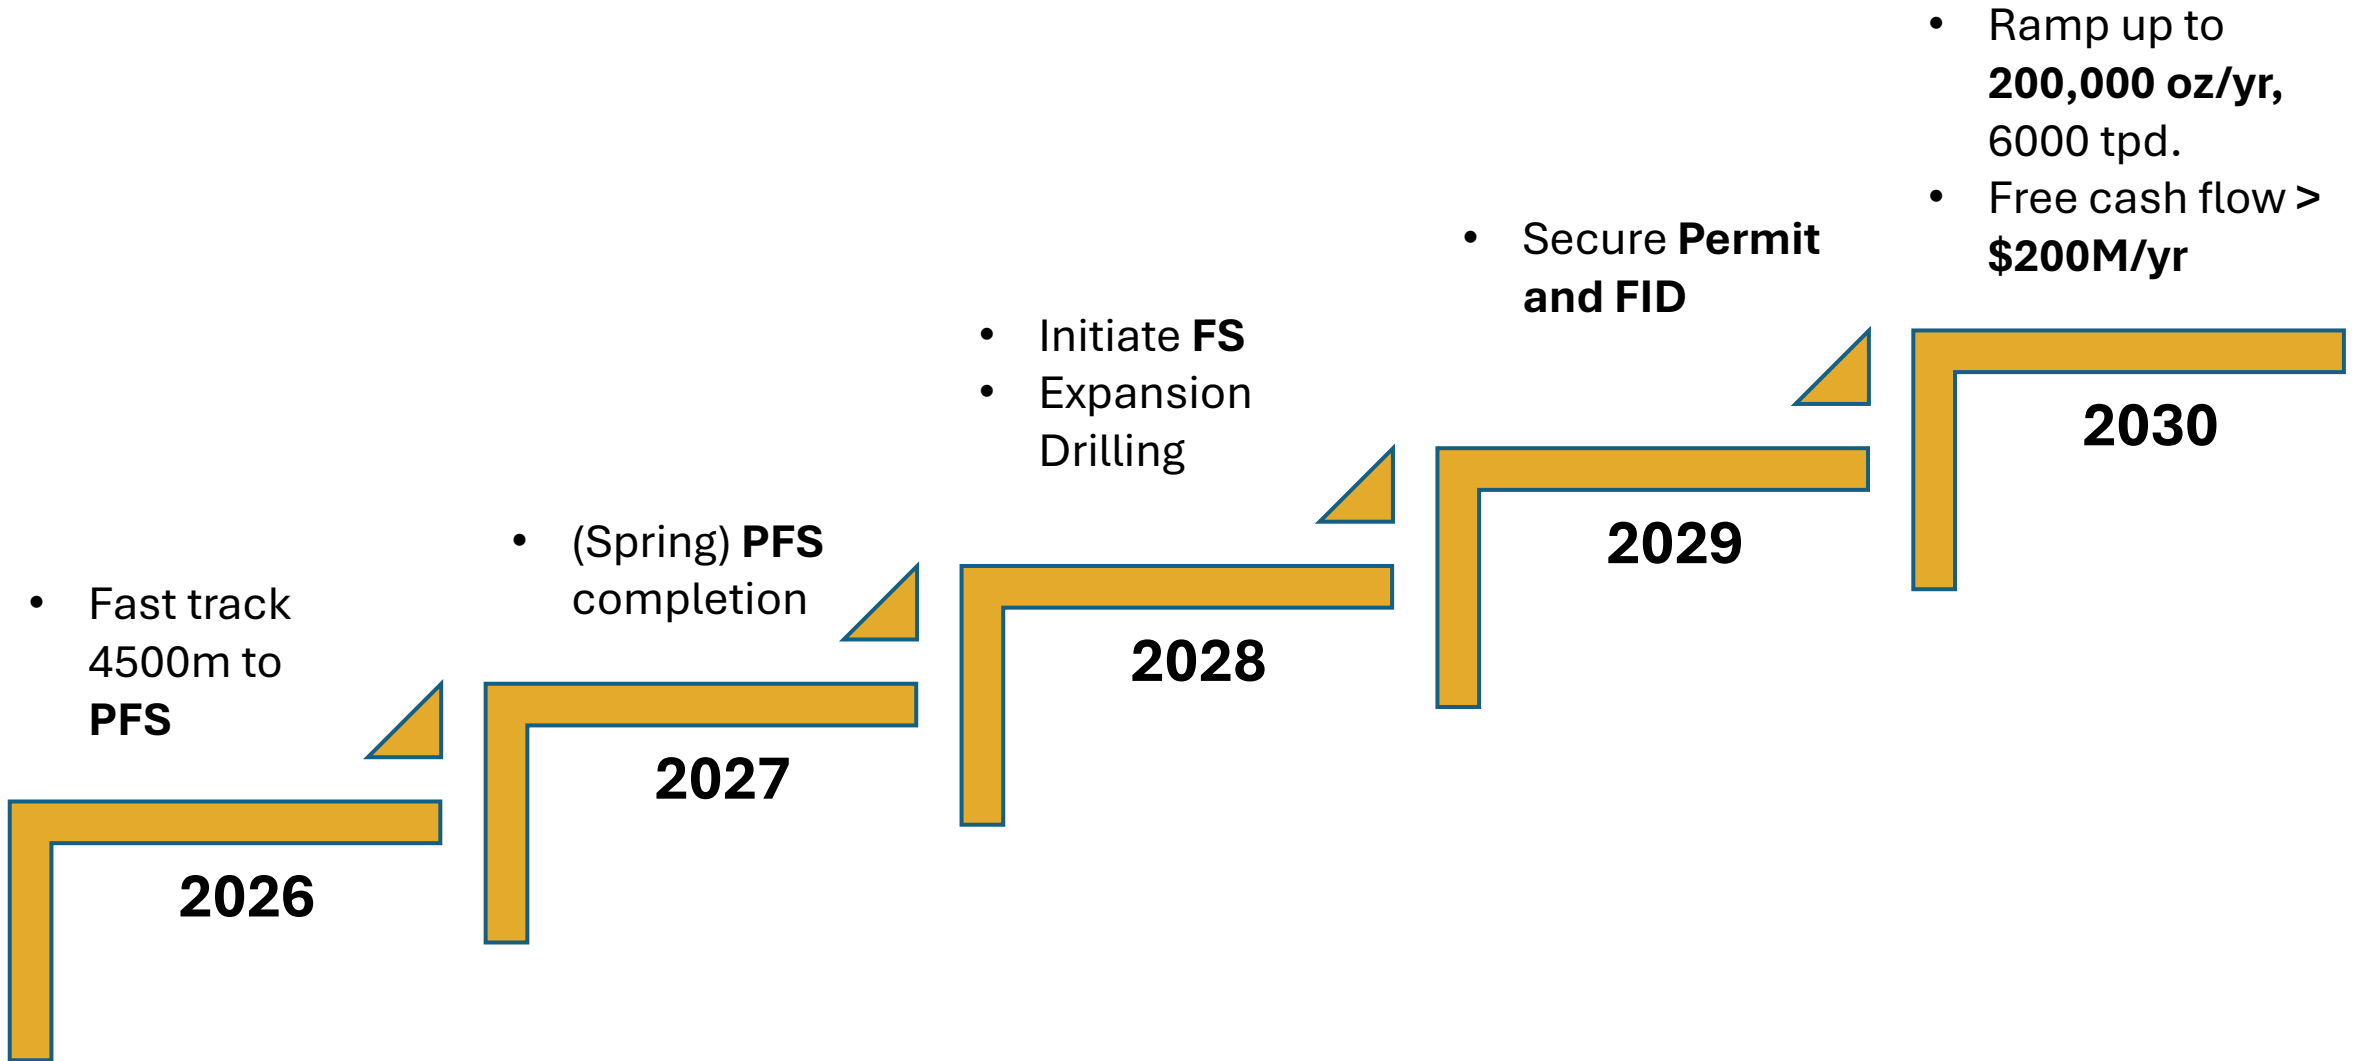 • Fast track
4500m to
PFS
2026
• (Spring) PFS
completion
2027
• Initiate FS
• Expansion
Drilling
2028
• Secure Permit
and FID
2029
• Ramp up to
200,000 oz/yr,
6000 tpd.
• Free cash flow >
$200M/yr
2030